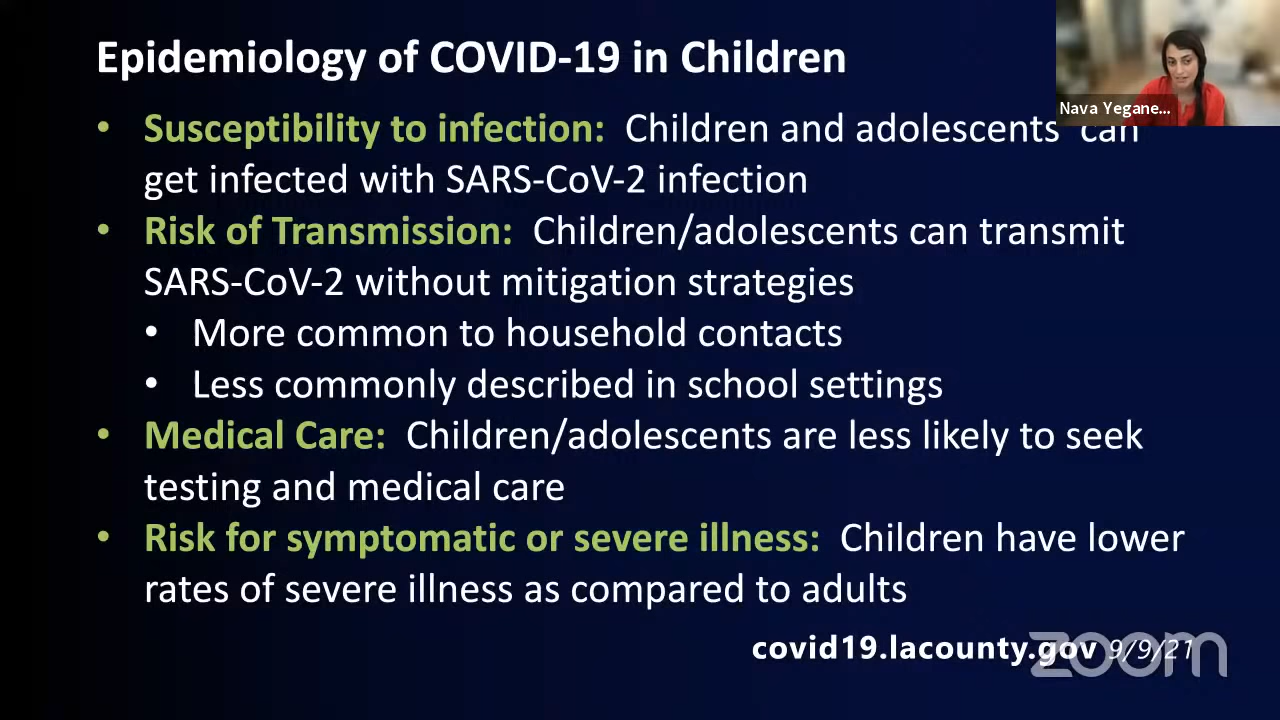 Epidemiology of COVID-19 in Children
Nava Yegane...
• Susceptibility to infection: Children and adolescents can
get infected with SARS-CoV-2 infection
• Risk of Transmission: Children/adolescents can transmit
SARS-CoV-2 without mitigation strategies
• More common to household contacts
• Less commonly described in school settings
• Medical Care: Children/adolescents are less likely to seek
testing and medical care
• Risk for symptomatic or severe illness: Children have lower
rates of severe illness as compared to adults
covid19.lacounty.gov 9/9/21
zoom